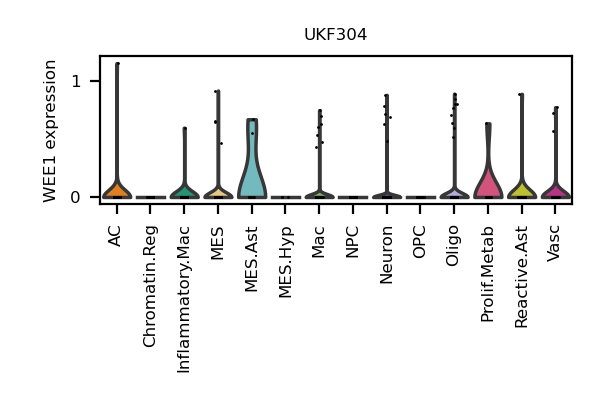 UKF304
WEE1 expression
1
0
AC
Chromatin.Reg
Inflammatory.Mac
MES
MES.Ast
MES.Hyp
Mac
NPC
Neuron
OPC
Oligo
Prolif.Metab
Reactive.Ast
Vasc